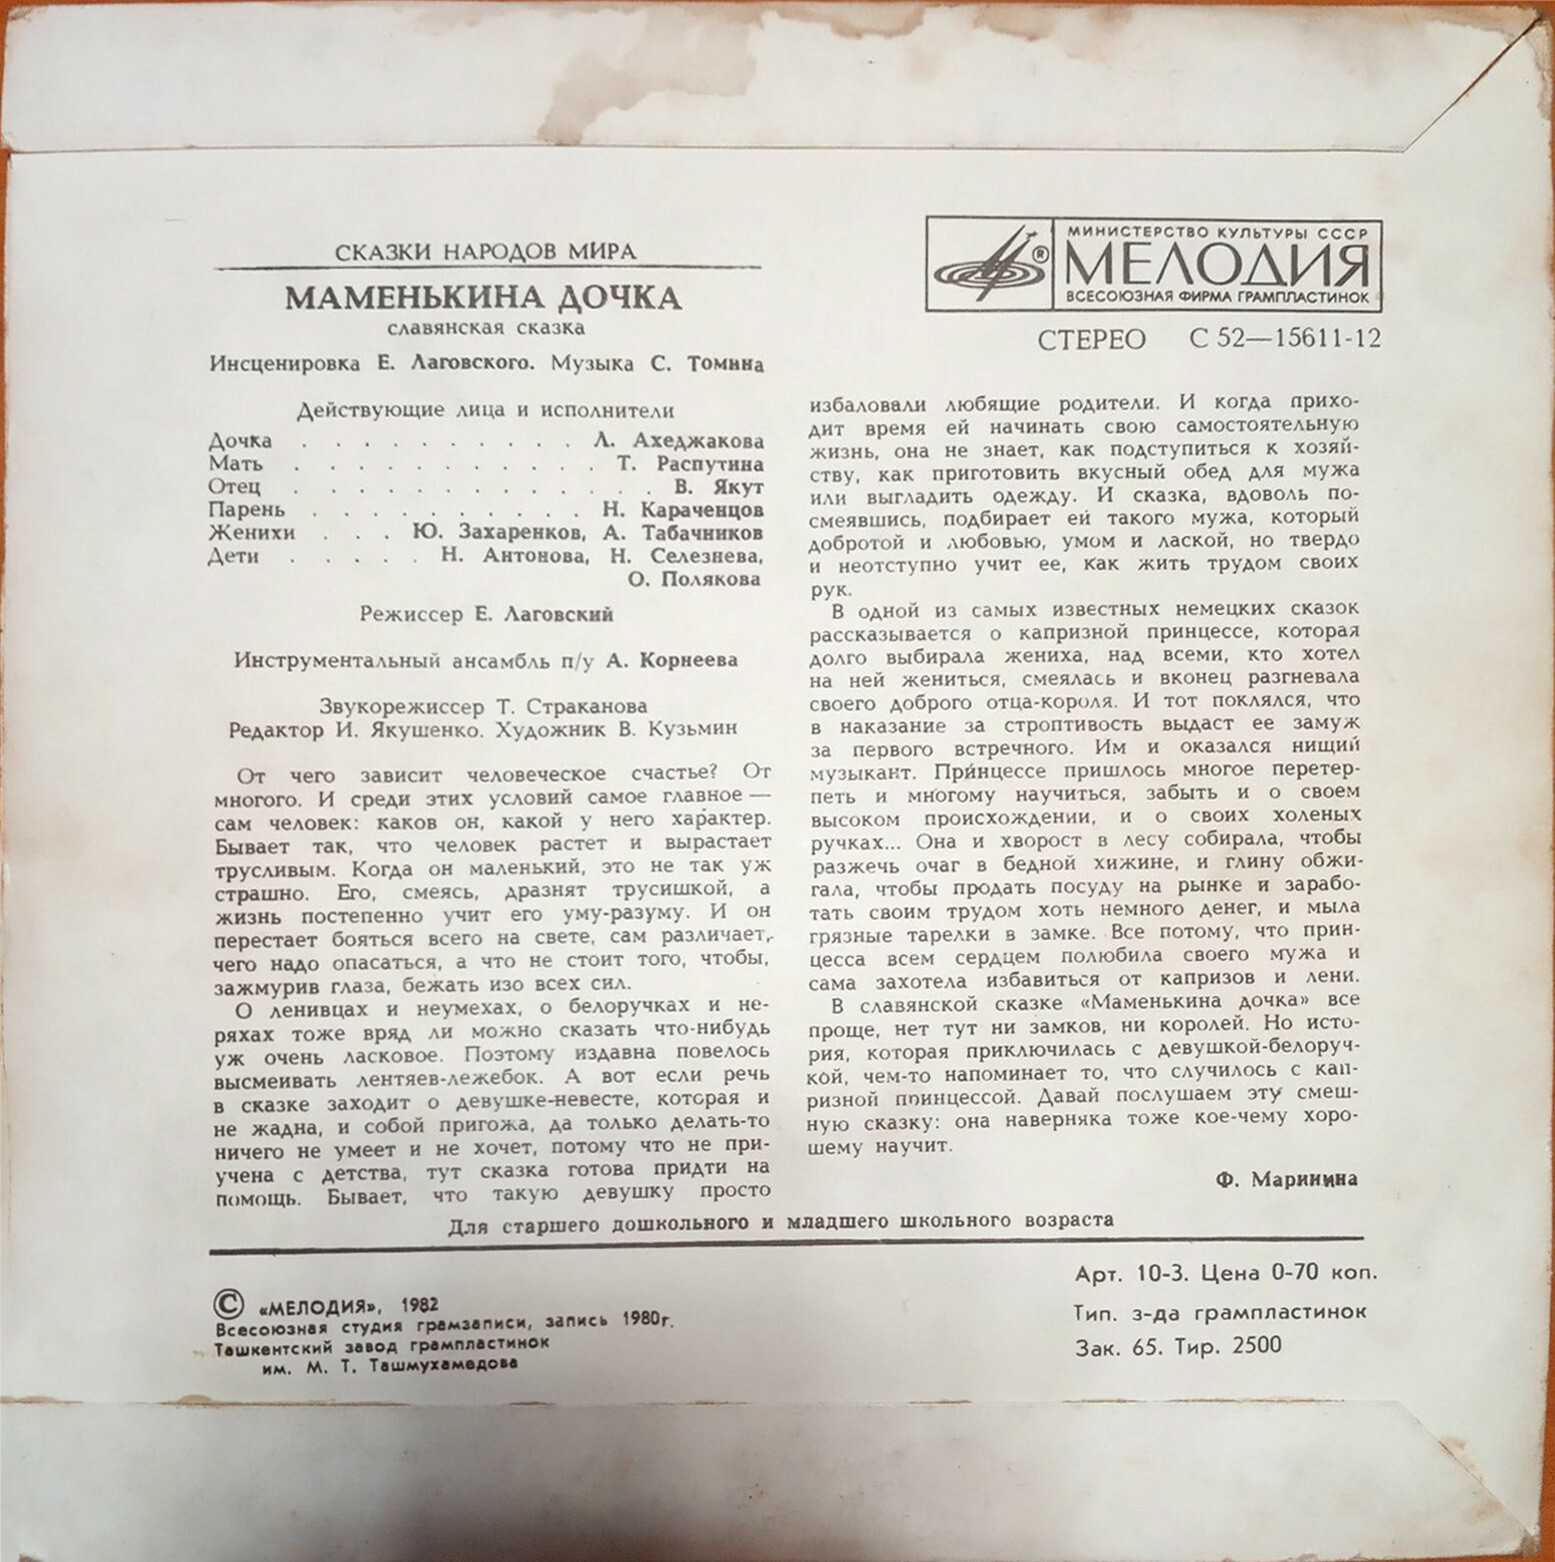 СКАЗКИ НАРОДОВ МИРА
МАМЕНЬКИНА ДОЧКА
славянская сказка
Инсценировка Е. Лаговского. Музыка С. Томина
Действующие лица и исполнители
Дочка . . . . . . . . . . Л. Ахеджакова
Мать . . . . . . . . . . . Т. Распутина
Отец . . . . . . . . . . . . . В. Якут
Парень . . . . . . . . . Н. Караченцов
Женихи . . . Ю. Захаренков, А. Табачников
Дети . . . . . Н. Антонова, Н. Селезнева,
О. Полякова
Режиссер Е. Лаговский
Инструментальный ансамбль п/у А. Корнеева
Звукорежиссер Т. Страканова
Редактор И. Якушенко. Художник В. Кузьмин
От чего зависит человеческое счастье? От
многого. И среди этих условий самое главное —
сам человек: каков он, какой у него характер.
Бывает так, что человек растет и вырастает
трусливым. Когда он маленький, это не так уж
страшно. Его, смеясь, дразнят трусишкой, а
жизнь постепенно учит его уму-разуму. И он
перестает бояться всего на свете, сам различает,
чего надо опасаться, а что не стоит того, чтобы,
зажмурив глаза, бежать изо всех сил.
О ленивцах и неумехах, о белоручках и не-
ряхах тоже вряд ли можно сказать что-нибудь
уж очень ласковое. Поэтому издавна повелось
высмеивать лентяев-лежебок. А вот если речь
в сказке заходит о девушке-невесте, которая и
не жадна, и собой пригожа, да только делать-то
ничего не умеет и не хочет, потому что не при-
учена с детства, тут сказка готова придти на
помощь. Бывает, что такую девушку просто
МИНИСТЕРСТВО КУЛЬТУРЫ СССР
®
МЕЛОДИЯ
ВСЕСОЮЗНАЯ ФИРМА ГРАМПЛАСТИНОК
СТЕРЕО С 52—15611-12
избаловали любящие родители. И когда прихо-
дит время ей начинать свою самостоятельную
жизнь, она не знает, как подступиться к хозяй-
ству, как приготовить вкусный обед для мужа
или выгладить одежду. И сказка, вдоволь по-
смеявшись, подбирает ей такого мужа, который
добротой и любовью, умом и лаской, но твердо
и неотступно учит ее, как жить трудом своих
рук.
В одной из самых известных немецких сказок
рассказывается о капризной принцессе, которая
долго выбирала жениха, над всеми, кто хотел
на ней жениться, смеялась и вконец разгневала
своего доброго отца-короля. И тот поклялся, что
в наказание за строптивость выдаст ее замуж
за первого встречного. Им и оказался нищий
музыкант. Принцессе пришлось многое перетер-
петь и многому научиться, забыть и о своем
высоком происхождении, и о своих холеных
ручках... Она и хворост в лесу собирала, чтобы
разжечь очаг в бедной хижине, и глину обжи-
гала, чтобы продать посуду на рынке и зарабо-
тать своим трудом хоть немного денег, и мыла
грязные тарелки в замке. Все потому, что прин-
цесса всем сердцем полюбила своего мужа и
сама захотела избавиться от капризов и лени.
В славянской сказке «Маменькина дочка» все
проще, нет тут ни замков, ни королей. Но исто-
рия, которая приключилась с девушкой-белоруч-
кой, чем-то напоминает то, что случилось с кап-
ризной принцессой. Давай послушаем эту смеш-
ную сказку: она наверняка тоже кое-чему хоро-
шему научит.
Ф. Маринина
Для старшего дошкольного и младшего школьного возраста
© «МЕЛОДИЯ», 1982
Всесоюзная студия грамзаписи, запись 1980г.
Ташкентский завод грампластинок
им. М. Т. Ташмухамедова
Арт. 10-3. Цена 0-70 коп.
Тип. з-да грампластинок
Зак. 65. Тир. 2500